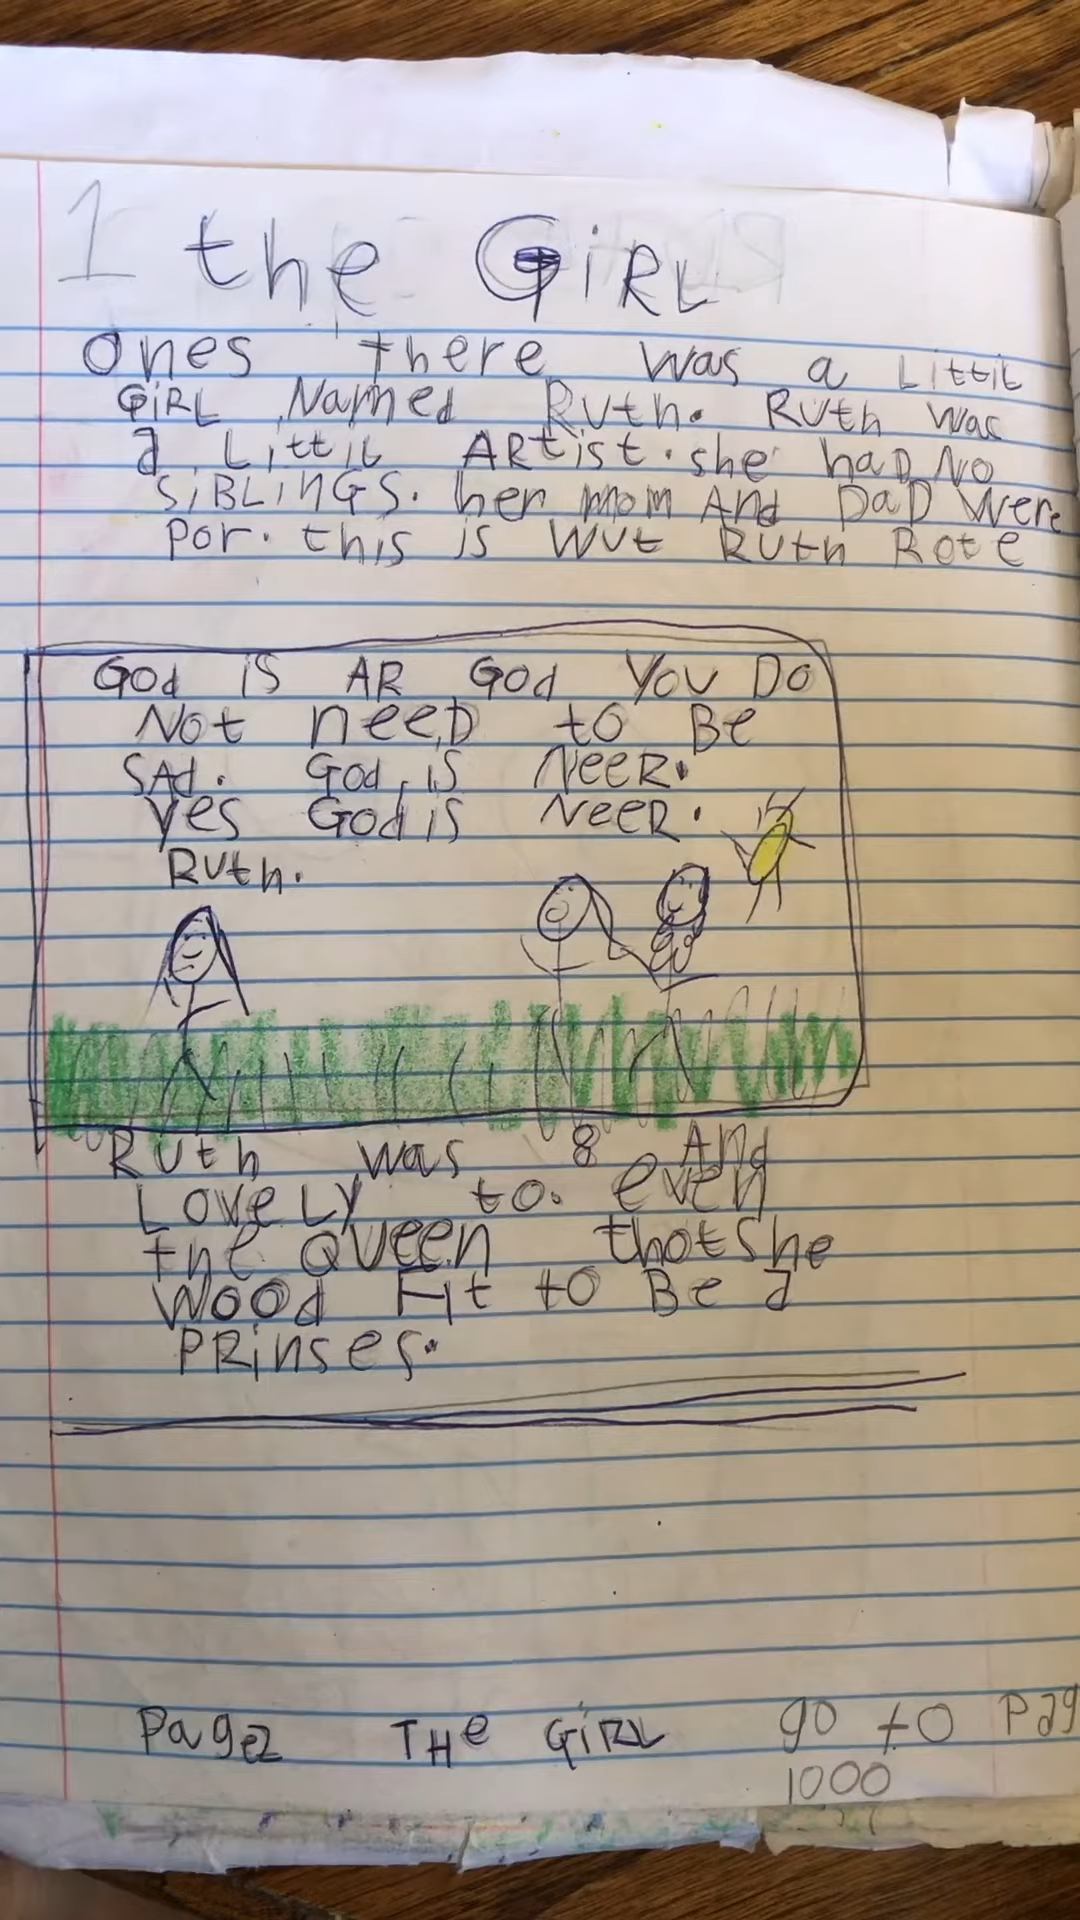 1 the GiRL
Ones there was a Littil
GiRL Named Ruth. Ruth was
a Littil ARtist. she had No
SiBLinGS. her mom And DaD were
Por. this is wut Ruth Rote
God is AR God You Do
Not need to Be
SAd. God is NeeR.
Yes God is NeeR.
Ruth.
Ruth was 8 And
LoveLy to. even
the Queen thot she
wood Fit to Be a
PRinses.
Page2 THe GiRL go to Pag
1000